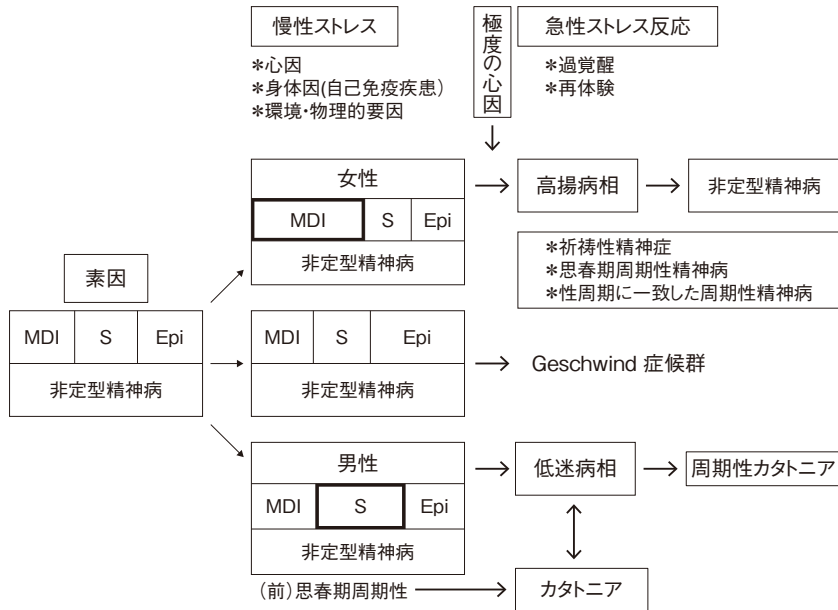 慢性ストレス
＊心因
＊身体因(自己免疫疾患)
＊環境・物理的要因
極度の心因
急性ストレス反応
＊過覚醒
＊再体験
女性
MDI S Epi
非定型精神病
高揚病相
非定型精神病
＊祈祷性精神症
＊思春期周期性精神病
＊性周期に一致した周期性精神病
素因
MDI S Epi
非定型精神病
MDI S Epi
非定型精神病
Geschwind 症候群
男性
MDI S Epi
非定型精神病
低迷病相
周期性カタトニア
(前)思春期周期性
カタトニア